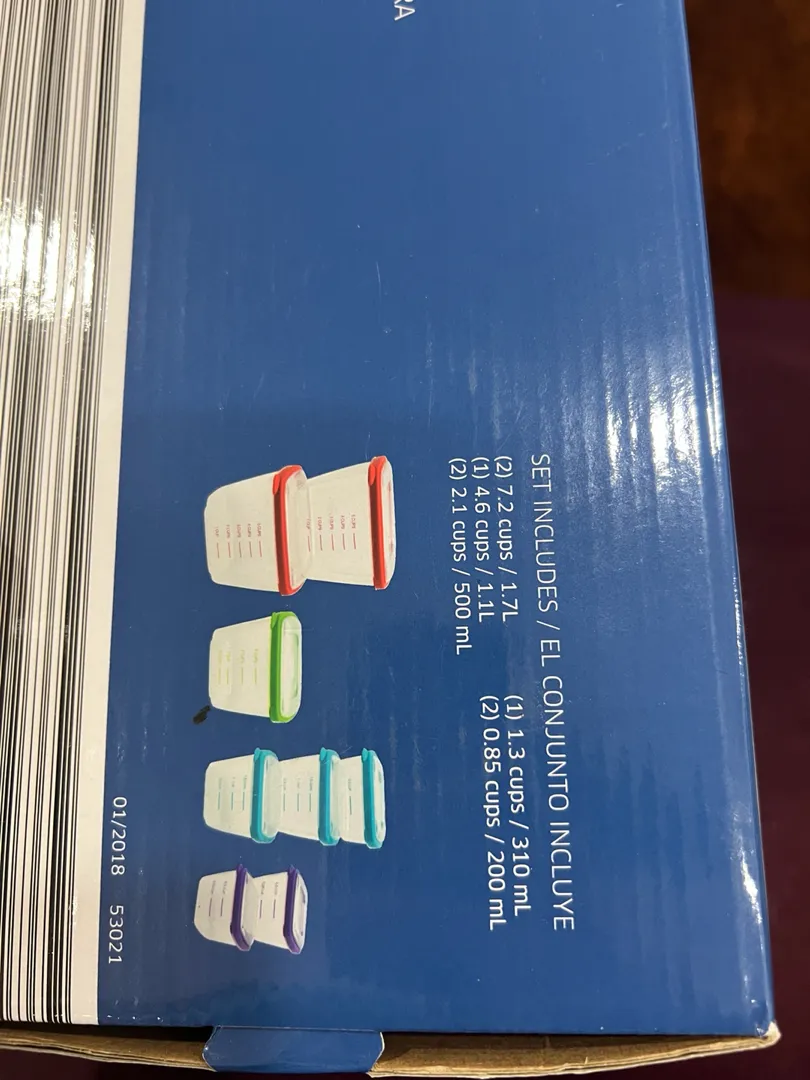 RA
SET INCLUDES / EL CONJUNTO INCLUYE
(2) 7.2 cups / 1.7L
(1) 4.6 cups / 1.1L
(2) 2.1 cups / 500 mL
(1) 1.3 cups / 310 mL
(2) 0.85 cups / 200 mL
01/2018 53021